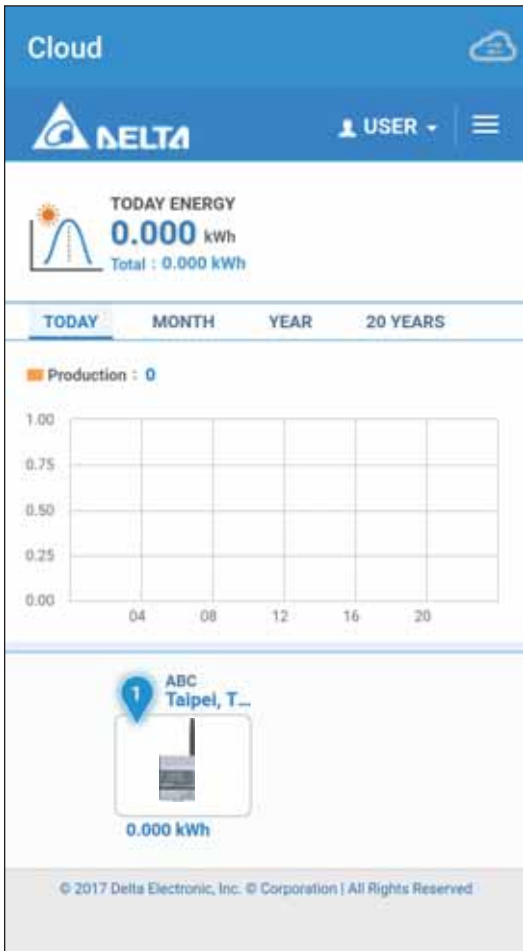 Cloud
DELTA
USER
TODAY ENERGY
0.000 kWh
Total : 0.000 kWh
TODAY MONTH YEAR 20 YEARS
Production : 0
1.00
0.75
0.50
0.25
0.00
04 08 12 16 20
1
ABC
Taipei, T...
0.000 kWh
© 2017 Delta Electronic, Inc. © Corporation | All Rights Reserved